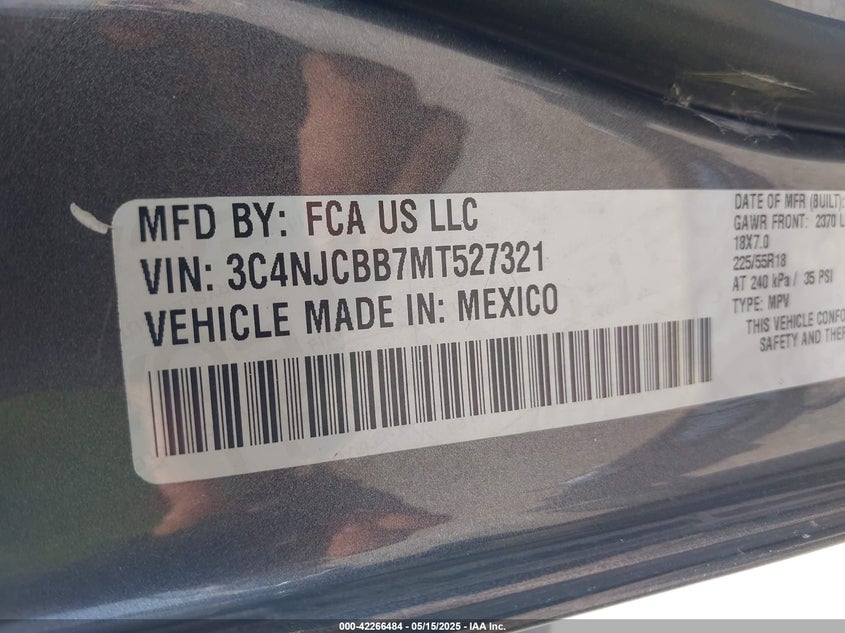 MFD BY: FCA US LLC
VIN: 3C4NJCBB7MT527321
VEHICLE MADE IN: MEXICO
DATE OF MFR (BUILT):
GAWR FRONT: 2370 L
18X7.0
225/55R18
AT 240 kPa / 35 PSI
TYPE: MPV
THIS VEHICLE CONFO
SAFETY AND THEF
000-42266484 - 05/15/2025 - IAA Inc.